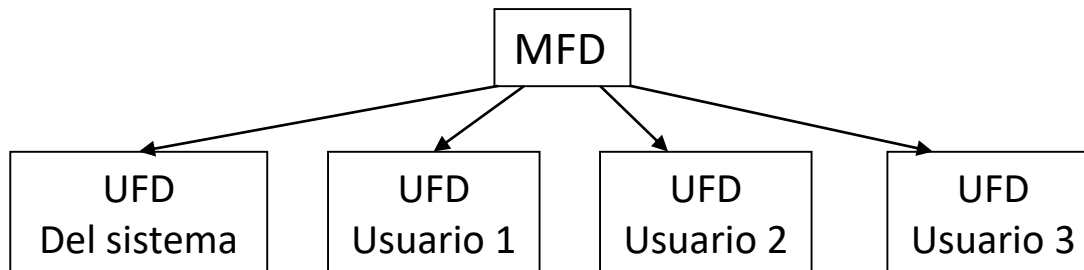 MFD
UFD
Del sistema
UFD
Usuario 1
UFD
Usuario 2
UFD
Usuario 3